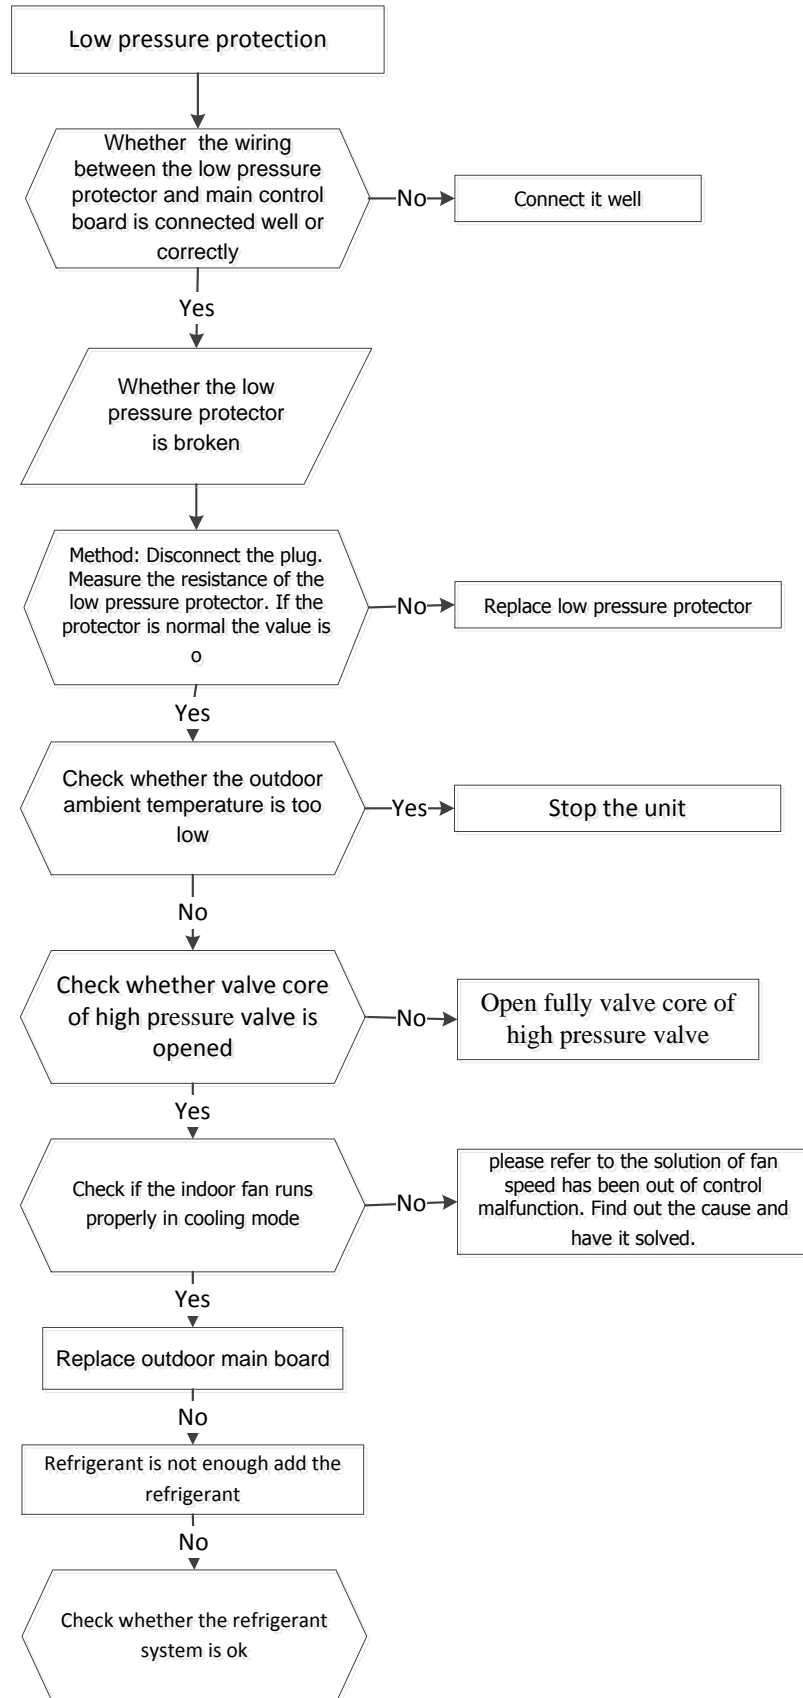 Low pressure protection
Whether the wiring
between the low pressure
protector and main control
board is connected well or
correctly
No
Connect it well
Yes
Whether the low
pressure protector
is broken
Method: Disconnect the plug.
Measure the resistance of the
low pressure protector. If the
protector is normal the value is
o
No
Replace low pressure protector
Yes
Check whether the outdoor
ambient temperature is too
low
Yes
Stop the unit
No
Check whether valve core
of high pressure valve is
opened
No
Open fully valve core of
high pressure valve
Yes
Check if the indoor fan runs
properly in cooling mode
No
please refer to the solution of fan
speed has been out of control
malfunction. Find out the cause and
have it solved.
Yes
Replace outdoor main board
No
Refrigerant is not enough add the
refrigerant
No
Check whether the refrigerant
system is ok